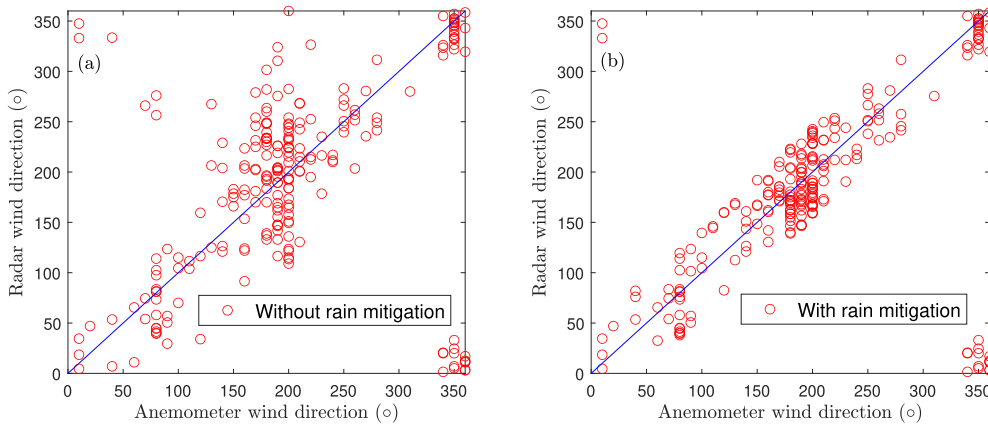 350
300
250
200
150
100
50
0
Radar wind direction (○)
(a)
Without rain mitigation
0 50 100 150 200 250 300 350
Anemometer wind direction (○)
350
300
250
200
150
100
50
0
Radar wind direction (○)
(b)
With rain mitigation
0 50 100 150 200 250 300 350
Anemometer wind direction (○)